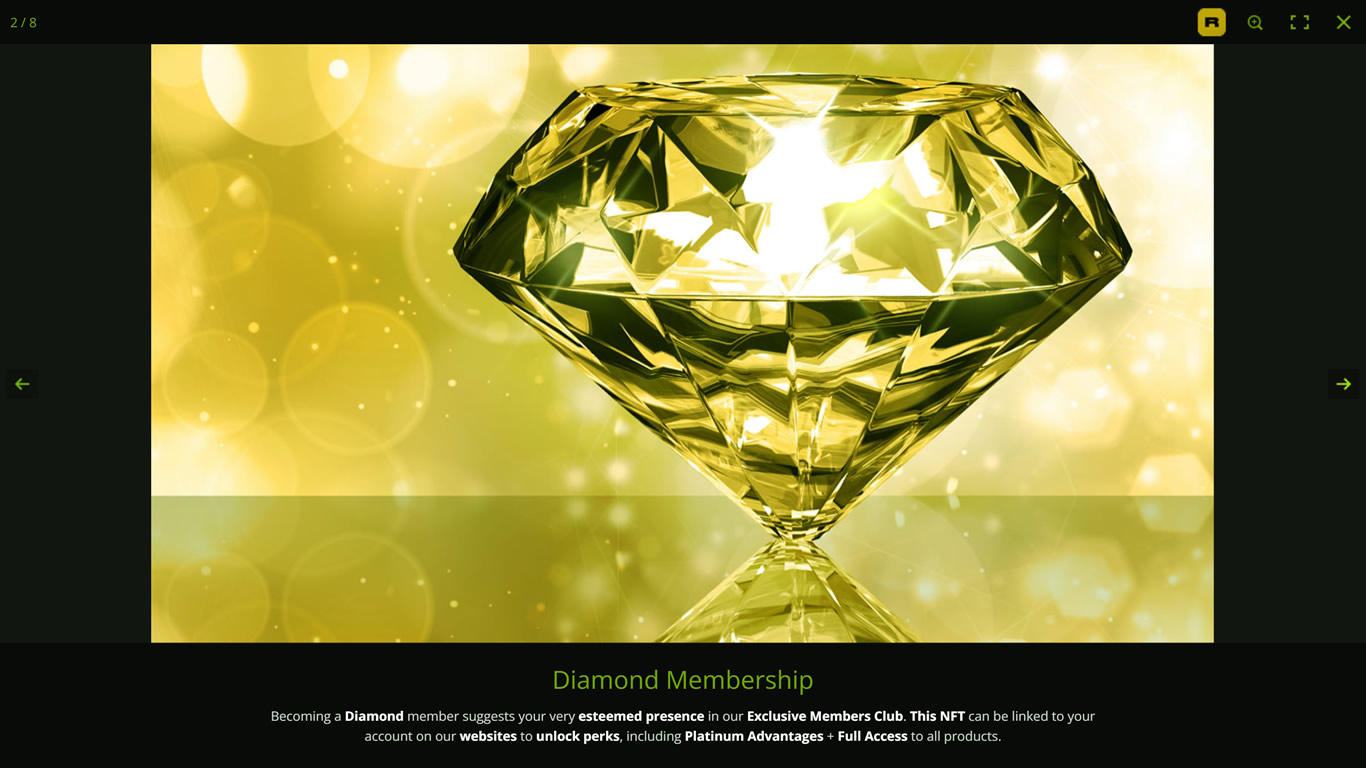 2 / 8
R
Diamond Membership
Becoming a Diamond member suggests your very esteemed presence in our Exclusive Members Club. This NFT can be linked to your
account on our websites to unlock perks, including Platinum Advantages + Full Access to all products.